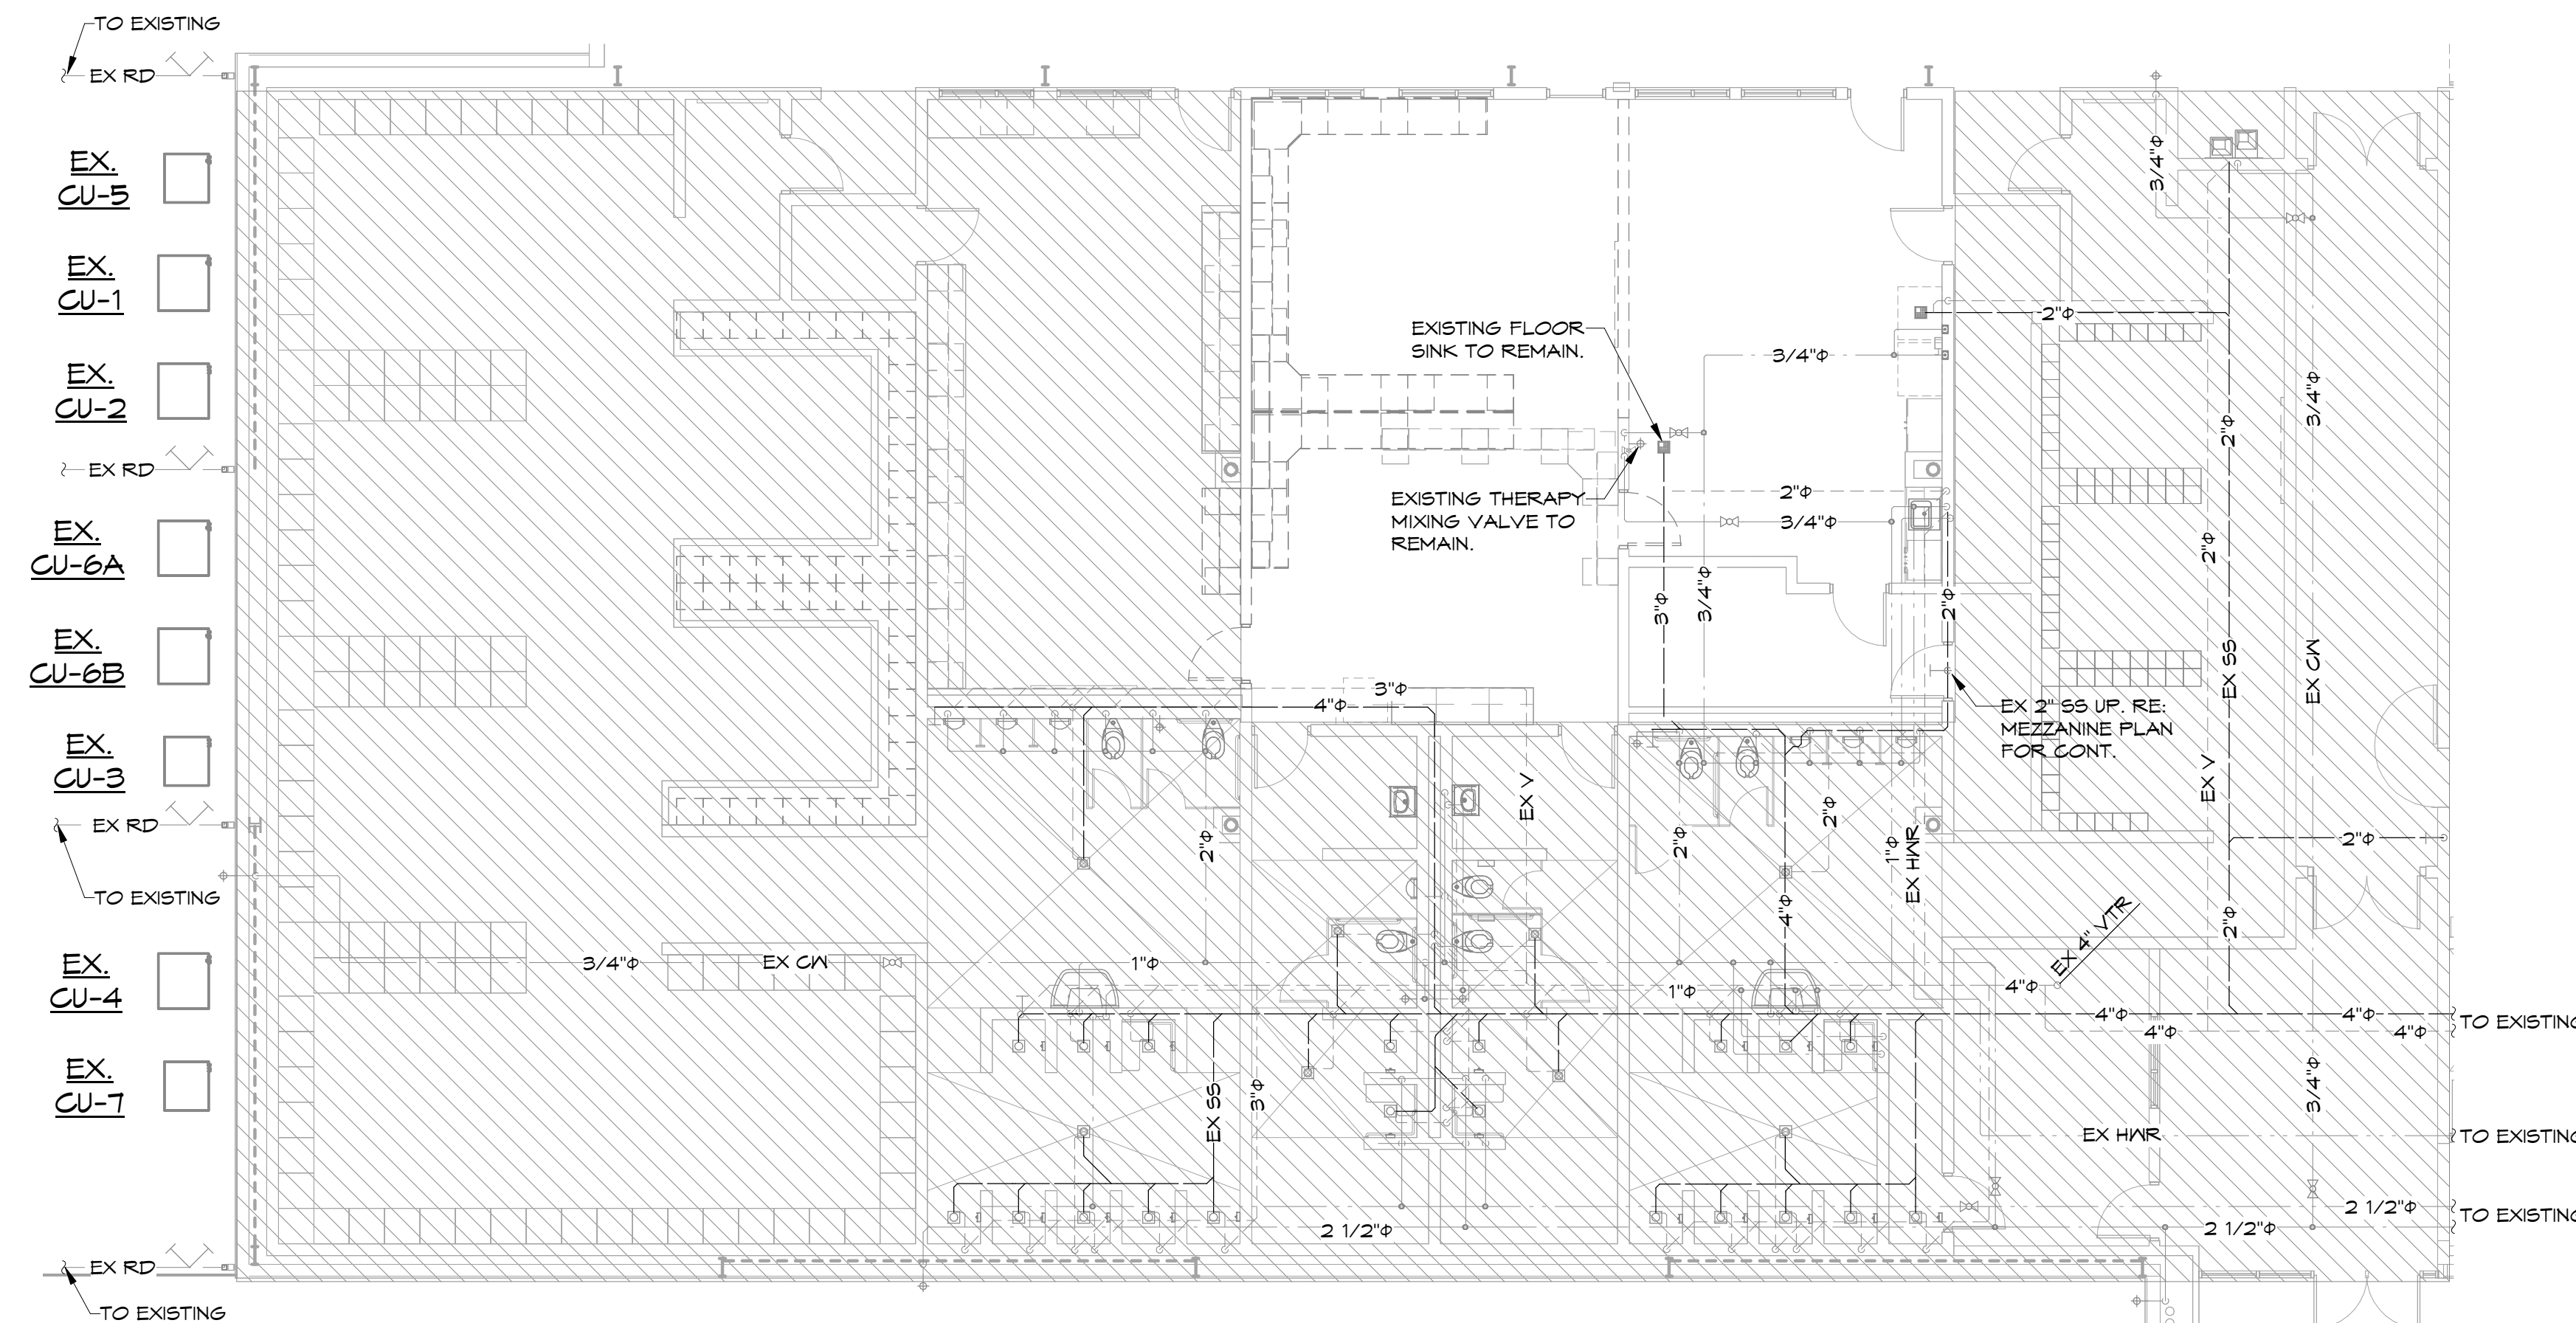 TO EXISTING
EX RD
EX.
CU-5
EX.
CU-1
EX.
CU-2
EX RD
EX.
CU-6A
EX.
CU-6B
EX.
CU-3
EX RD
TO EXISTING
EX.
CU-4
EX.
CU-7
EX RD
TO EXISTING
EXISTING FLOOR
SINK TO REMAIN.
EXISTING THERAPY
MIXING VALVE TO
REMAIN.
3/4"Φ
2"Φ
3/4"Φ
3"Φ
3/4"Φ
2"Φ
3/4"Φ
2"Φ
3/4"Φ
2"Φ
2"Φ
EX SS
EX CW
EX V
EX 2" SS UP. RE:
MEZZANINE PLAN
FOR CONT.
3"Φ
4"Φ
EX V
2"Φ
2"Φ
2"Φ
1"Φ
EX HWR
4"Φ
2"Φ
2"Φ
EX 4" VTR
3/4"Φ
EX CW
1"Φ
1"Φ
4"Φ
4"Φ
4"Φ
4"Φ
4"Φ
TO EXISTING
EX SS
3"Φ
3/4"Φ
EX HWR
TO EXISTING
2 1/2"Φ
2 1/2"Φ
2 1/2"Φ
TO EXISTING